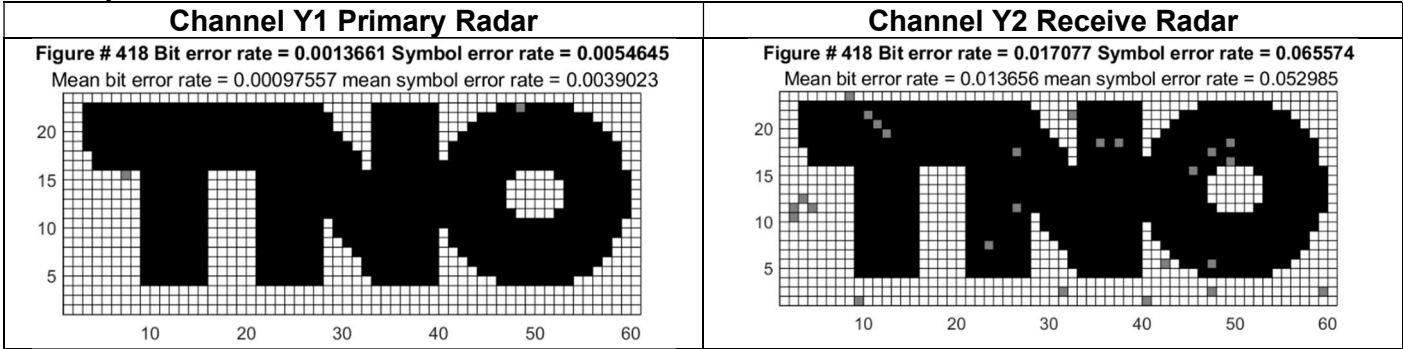 Channel Y1 Primary Radar
Channel Y2 Receive Radar
Figure # 418 Bit error rate = 0.0013661 Symbol error rate = 0.0054645
Mean bit error rate = 0.00097557 mean symbol error rate = 0.0039023
20
15
10
5
TNO
10 20 30 40 50 60
Figure # 418 Bit error rate = 0.017077 Symbol error rate = 0.065574
Mean bit error rate = 0.013656 mean symbol error rate = 0.052985
20
15
10
5
TNO
10 20 30 40 50 60